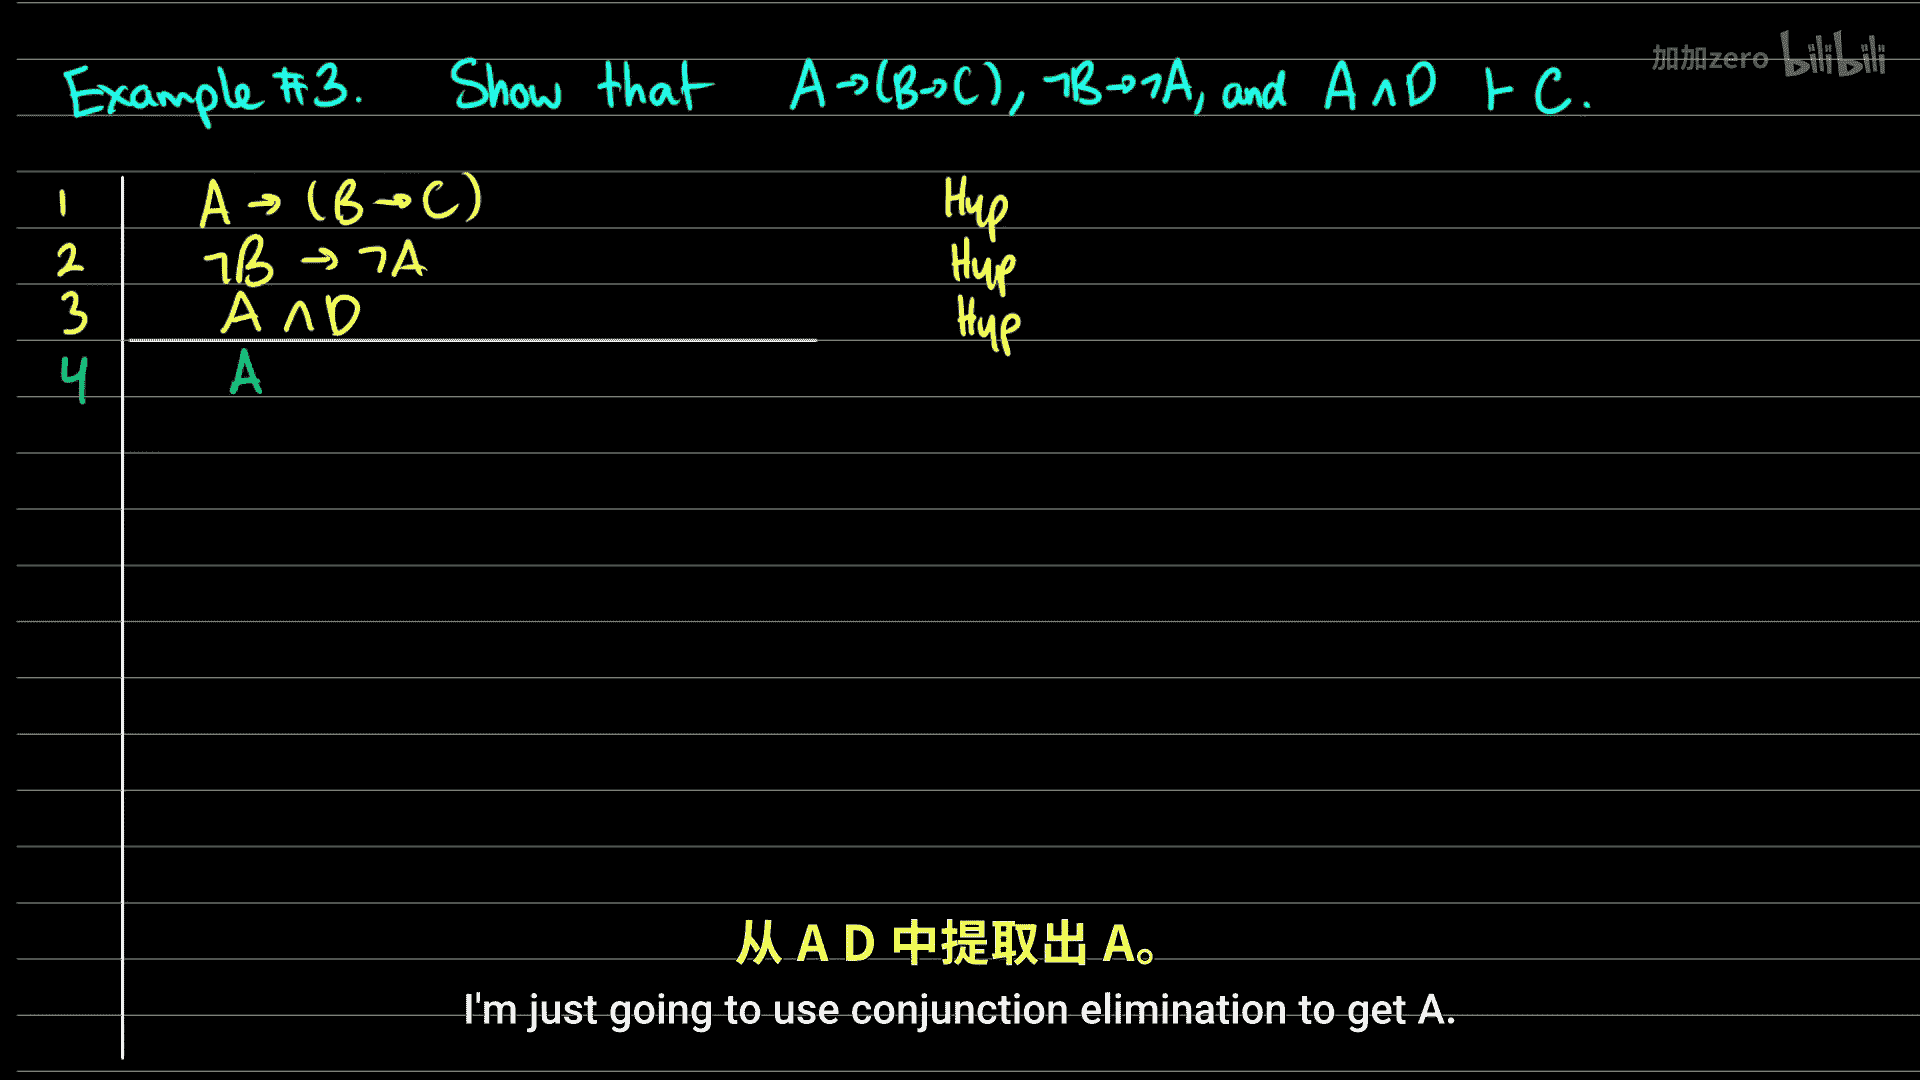 加加zero bilibili
Example #3. Show that A→(B→C), ¬B→¬A, and A∧D ⊢ C.
1 A → (B → C) Hyp
2 ¬B → ¬A Hyp
3 A ∧ D Hyp
4 A
从 A D 中提取出 A。
I'm just going to use conjunction elimination to get A.